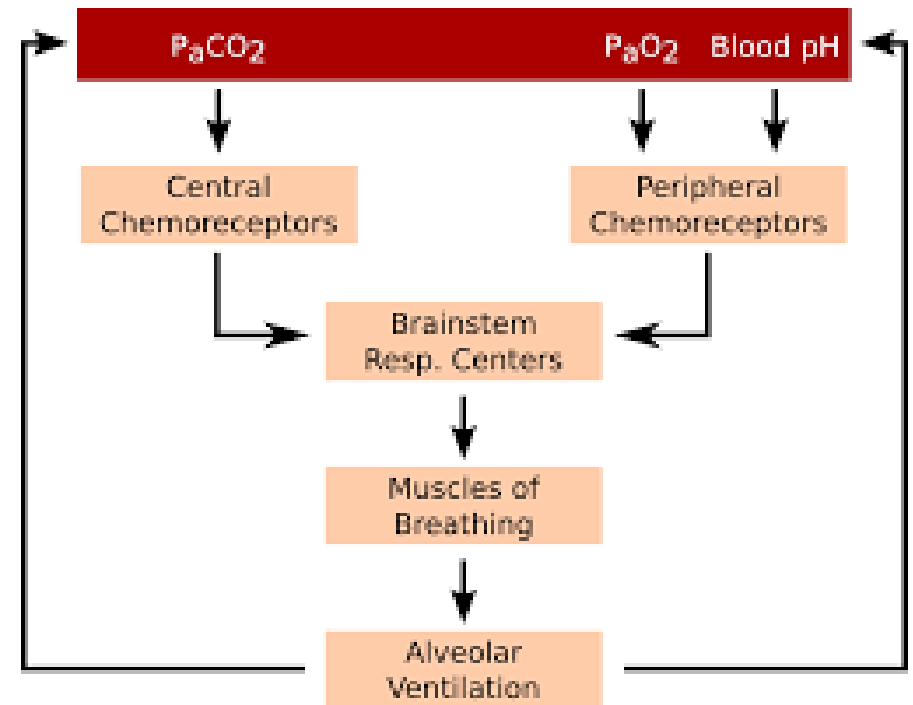 PaCO2 PaO2 Blood pH
Central
Chemoreceptors
Peripheral
Chemoreceptors
Brainstem
Resp. Centers
Muscles of
Breathing
Alveolar
Ventilation